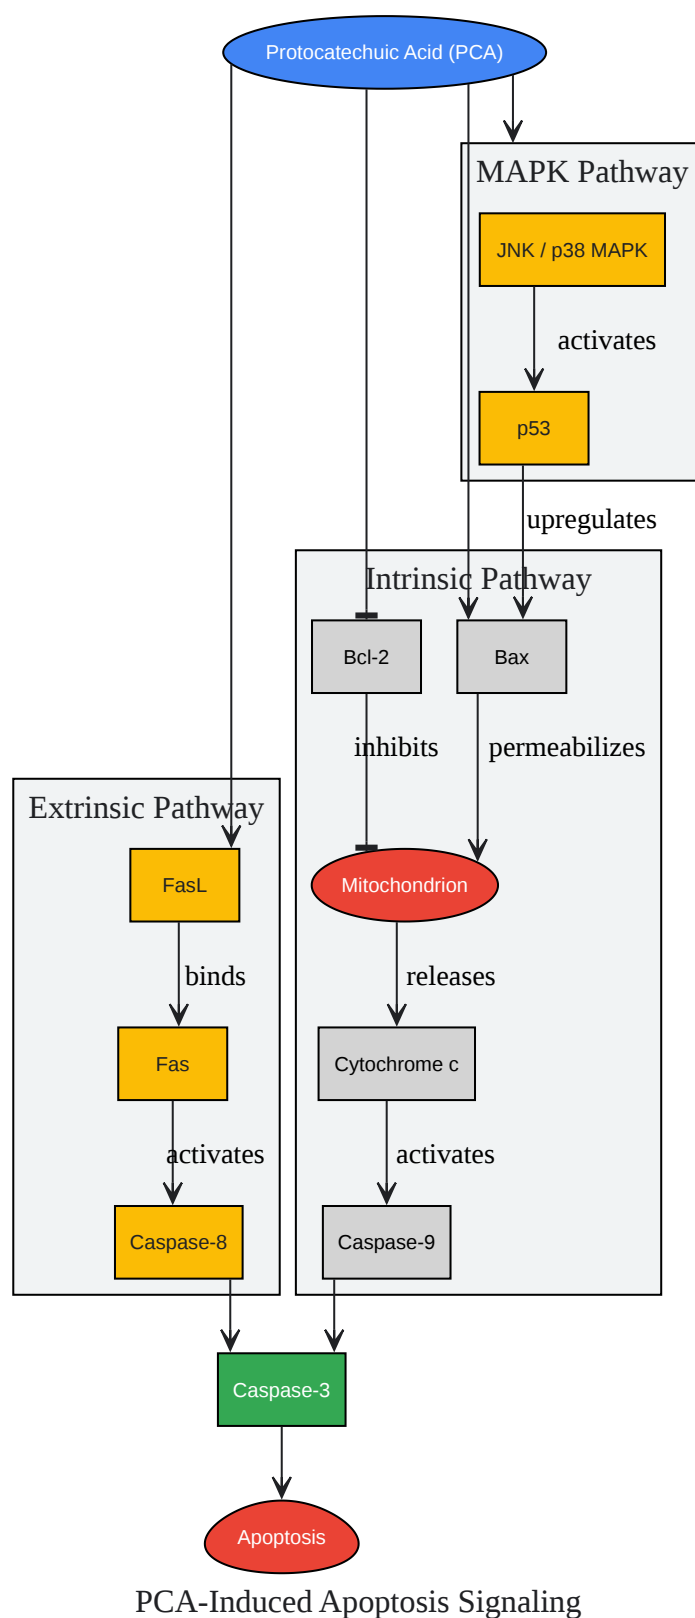 Protocatechuic Acid (PCA)
MAPK Pathway
JNK / p38 MAPK
activates
p53
upregulates
Intrinsic Pathway
Bcl-2
Bax
inhibits
permeabilizes
Extrinsic Pathway
FasL
Mitochondrion
binds
releases
Fas
Cytochrome c
activates
activates
Caspase-8
Caspase-9
Caspase-3
Apoptosis
PCA-Induced Apoptosis Signaling